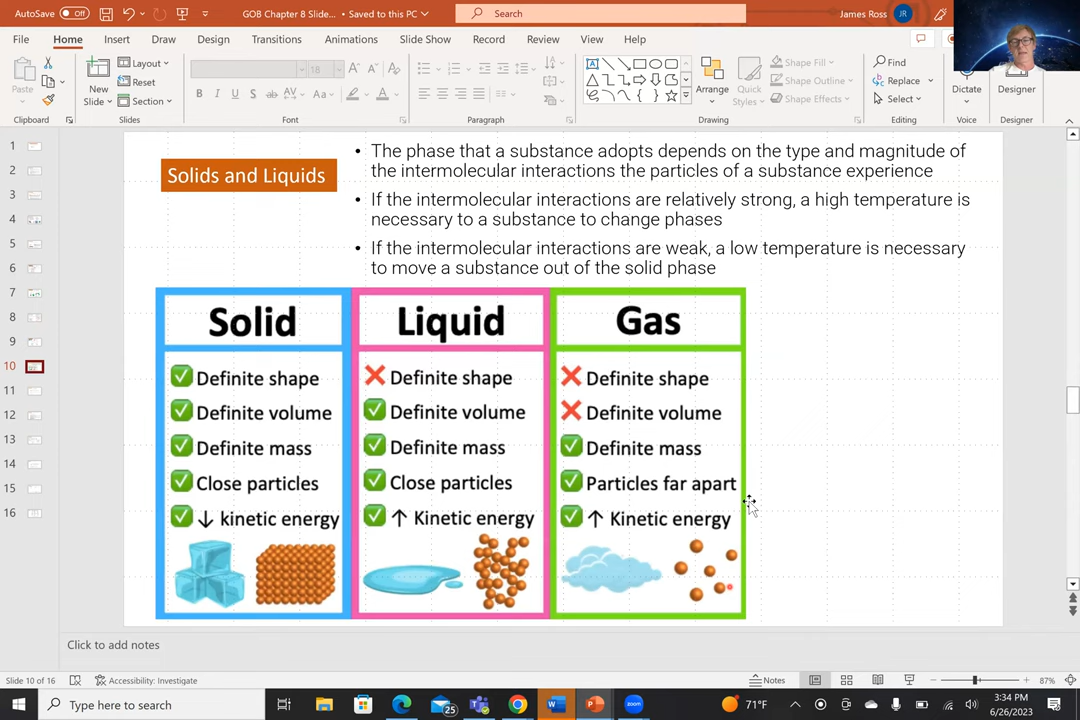 AutoSave Off GOB Chapter 8 Slide... • Saved to this PC Search James Ross JR
File Home Insert Draw Design Transitions Animations Slide Show Record Review View Help
Paste New Slide Layout Reset Section 18 Arrange Quick Styles Shape Fill Shape Outline Shape Effects Find Replace Select Dictate Designer
B I U S ab AV Aa A
Clipboard Slides Font Paragraph Drawing Editing Voice Designer
1
2
3
4
5
6
7
8
9
10
11
12
13
14
15
16
Solids and Liquids
• The phase that a substance adopts depends on the type and magnitude of
the intermolecular interactions the particles of a substance experience
• If the intermolecular interactions are relatively strong, a high temperature is
necessary to a substance to change phases
• If the intermolecular interactions are weak, a low temperature is necessary
to move a substance out of the solid phase
Solid
✅ Definite shape
✅ Definite volume
✅ Definite mass
✅ Close particles
✅ ↓ kinetic energy
Liquid
❌ Definite shape
✅ Definite volume
✅ Definite mass
✅ Close particles
✅ ↑ Kinetic energy
Gas
❌ Definite shape
❌ Definite volume
✅ Definite mass
✅ Particles far apart
✅ ↑ Kinetic energy
Click to add notes
Slide 10 of 16 Accessibility: Investigate Notes 87%
Type here to search 25 zoom 71°F 3:34 PM
6/26/2023